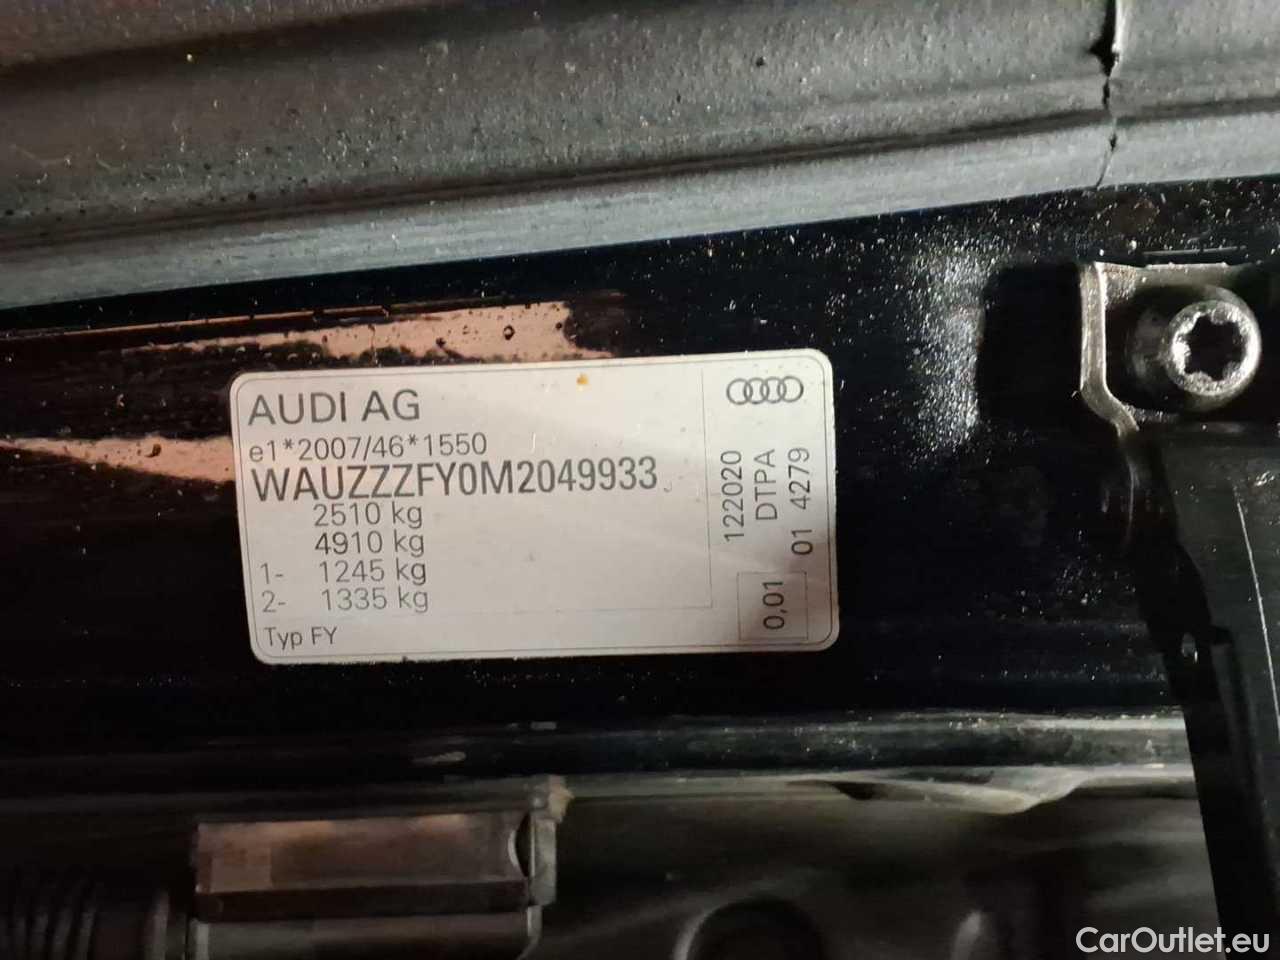 AUDI AG
e1*2007/46*1550
WAUZZZFY0M2049933
2510 kg
4910 kg
1- 1245 kg
2- 1335 kg
Typ FY
122020
DTPA
01 4279
0,01
CarOutlet.eu